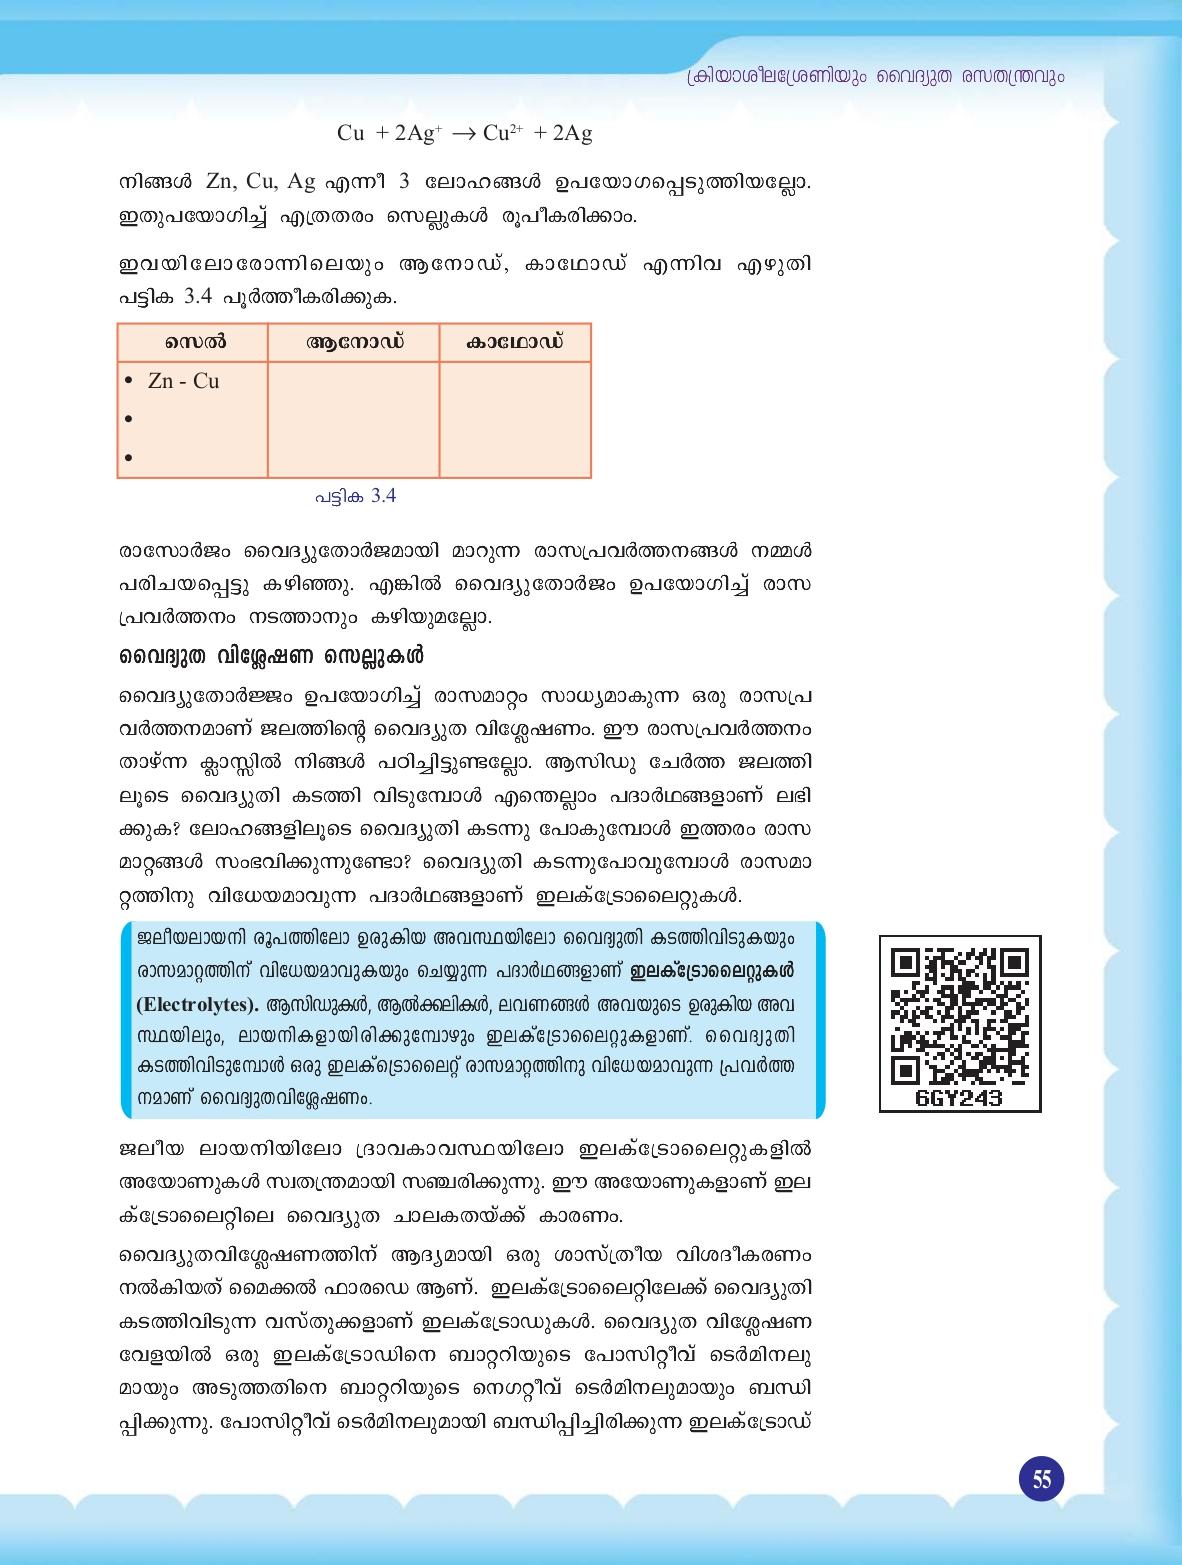 ക്രിയാശീലശ്രേണിയും വൈദ്യുത രസതന്ത്രവും
Cu + 2Ag⁺ → Cu²⁺ + 2Ag
നിങ്ങൾ Zn, Cu, Ag എന്നീ 3 ലോഹങ്ങൾ ഉപയോഗപ്പെടുത്തിയല്ലോ.
ഇതുപയോഗിച്ച് എത്രതരം സെല്ലുകൾ രൂപീകരിക്കാം.
ഇവയിലോരോന്നിലെയും ആനോഡ്, കാഥോഡ് എന്നിവ എഴുതി
പട്ടിക 3.4 പൂർത്തീകരിക്കുക.
സെൽ ആനോഡ് കാഥോഡ്
• Zn - Cu
•
•
പട്ടിക 3.4
രാസോർജം വൈദ്യുതോർജമായി മാറുന്ന രാസപ്രവർത്തനങ്ങൾ നമ്മൾ
പരിചയപ്പെട്ടു കഴിഞ്ഞു. എങ്കിൽ വൈദ്യുതോർജം ഉപയോഗിച്ച് രാസ
പ്രവർത്തനം നടത്താനും കഴിയുമല്ലോ.
വൈദ്യുത വിശ്ലേഷണ സെല്ലുകൾ
വൈദ്യുതോർജ്ജം ഉപയോഗിച്ച് രാസമാറ്റം സാധ്യമാകുന്ന ഒരു രാസപ്ര
വർത്തനമാണ് ജലത്തിന്റെ വൈദ്യുത വിശ്ലേഷണം. ഈ രാസപ്രവർത്തനം
താഴ്ന്ന ക്ലാസ്സിൽ നിങ്ങൾ പഠിച്ചിട്ടുണ്ടല്ലോ. ആസിഡു ചേർത്ത ജലത്തി
ലൂടെ വൈദ്യുതി കടത്തി വിടുമ്പോൾ എന്തെല്ലാം പദാർഥങ്ങളാണ് ലഭി
ക്കുക? ലോഹങ്ങളിലൂടെ വൈദ്യുതി കടന്നു പോകുമ്പോൾ ഇത്തരം രാസ
മാറ്റങ്ങൾ സംഭവിക്കുന്നുണ്ടോ? വൈദ്യുതി കടന്നുപോവുമ്പോൾ രാസമാ
റ്റത്തിനു വിധേയമാവുന്ന പദാർഥങ്ങളാണ് ഇലക്ട്രോലൈറ്റുകൾ.
ജലീയലായനി രൂപത്തിലോ ഉരുകിയ അവസ്ഥയിലോ വൈദ്യുതി കടത്തിവിടുകയും
രാസമാറ്റത്തിന് വിധേയമാവുകയും ചെയ്യുന്ന പദാർഥങ്ങളാണ് ഇലക്ട്രോലൈറ്റുകൾ
(Electrolytes). ആസിഡുകൾ, ആൽക്കലികൾ, ലവണങ്ങൾ അവയുടെ ഉരുകിയ അവ
സ്ഥയിലും, ലായനികളായിരിക്കുമ്പോഴും ഇലക്ട്രോലൈറ്റുകളാണ്. വൈദ്യുതി
കടത്തിവിടുമ്പോൾ ഒരു ഇലക്ട്രൊലൈറ്റ് രാസമാറ്റത്തിനു വിധേയമാവുന്ന പ്രവർത്ത
നമാണ് വൈദ്യുതവിശ്ലേഷണം.
6GY243
ജലീയ ലായനിയിലോ ദ്രാവകാവസ്ഥയിലോ ഇലക്ട്രോലൈറ്റുകളിൽ
അയോണുകൾ സ്വതന്ത്രമായി സഞ്ചരിക്കുന്നു. ഈ അയോണുകളാണ് ഇല
ക്ട്രോലൈറ്റിലെ വൈദ്യുത ചാലകതയ്ക്ക് കാരണം.
വൈദ്യുതവിശ്ലേഷണത്തിന് ആദ്യമായി ഒരു ശാസ്ത്രീയ വിശദീകരണം
നൽകിയത് മൈക്കൽ ഫാരഡെ ആണ്. ഇലക്ട്രോലൈറ്റിലേക്ക് വൈദ്യുതി
കടത്തിവിടുന്ന വസ്തുക്കളാണ് ഇലക്ട്രോഡുകൾ. വൈദ്യുത വിശ്ലേഷണ
വേളയിൽ ഒരു ഇലക്ട്രോഡിനെ ബാറ്ററിയുടെ പോസിറ്റീവ് ടെർമിനലു
മായും അടുത്തതിനെ ബാറ്ററിയുടെ നെഗറ്റീവ് ടെർമിനലുമായും ബന്ധി
പ്പിക്കുന്നു. പോസിറ്റീവ് ടെർമിനലുമായി ബന്ധിപ്പിച്ചിരിക്കുന്ന ഇലക്ട്രോഡ്
55